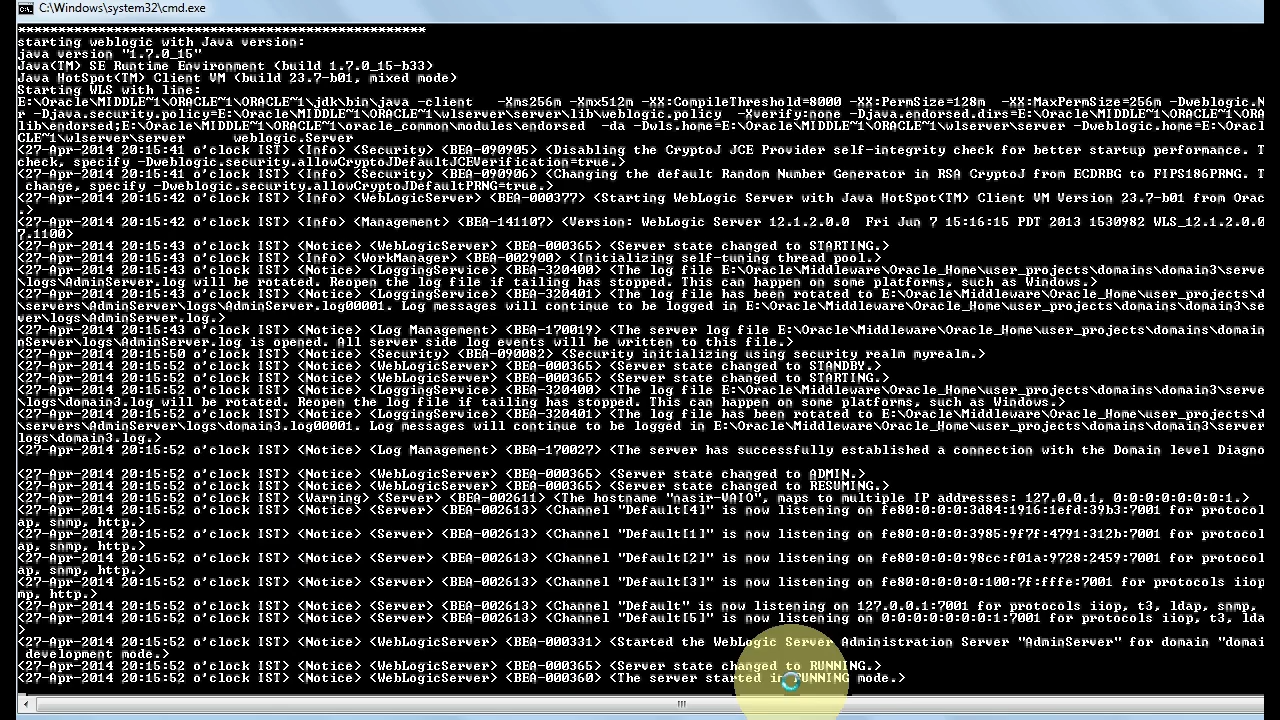 C:\Windows\system32\cmd.exe
***************************************************
starting weblogic with Java version:
java version "1.7.0_15"
Java(TM) SE Runtime Environment (build 1.7.0_15-b33)
Java HotSpot(TM) Client VM (build 23.7-b01, mixed mode)
Starting WLS with line:
E:\Oracle\MIDDLE~1\ORACLE~1\ORACLE~1\jdk\bin\java -client   -Xms256m -Xmx512m -XX:CompileThreshold=8000 -XX:PermSize=128m  -XX:MaxPermSize=256m -Dweblogic.N
r -Djava.security.policy=E:\Oracle\MIDDLE~1\ORACLE~1\wlserver\server\lib\weblogic.policy  -Xverify:none -Djava.endorsed.dirs=E:\Oracle\MIDDLE~1\ORA
lib\endorsed;E:\Oracle\MIDDLE~1\ORACLE~1\oracle_common\modules\endorsed  -da -Dwls.home=E:\Oracle\MIDDLE~1\ORACLE~1\wlserver\server -Dweblogic.home=E:\Oracl
CLE~1\wlserver\server   weblogic.Server
<27-Apr-2014 20:15:41 o'clock IST> <Info> <Security> <BEA-090905> <Disabling the CryptoJ JCE Provider self-integrity check for better startup performance. T
check, specify -Dweblogic.security.allowCryptoJDefaultJCEVerification=true.>
<27-Apr-2014 20:15:41 o'clock IST> <Info> <Security> <BEA-090906> <Changing the default Random Number Generator in RSA CryptoJ from ECDRBG to FIPS186PRNG. T
change, specify -Dweblogic.security.allowCryptoJDefaultPRNG=true.>
<27-Apr-2014 20:15:42 o'clock IST> <Info> <WebLogicServer> <BEA-000377> <Starting WebLogic Server with Java HotSpot(TM) Client VM Version 23.7-b01 from Orac
.>
<27-Apr-2014 20:15:42 o'clock IST> <Info> <Management> <BEA-141107> <Version: WebLogic Server 12.1.2.0.0  Fri Jun 7 15:16:15 PDT 2013 1530982 WLS_12.1.2.0.0
7.1100>
<27-Apr-2014 20:15:43 o'clock IST> <Notice> <WebLogicServer> <BEA-000365> <Server state changed to STARTING.>
<27-Apr-2014 20:15:43 o'clock IST> <Info> <WorkManager> <BEA-002900> <Initializing self-tuning thread pool.>
<27-Apr-2014 20:15:43 o'clock IST> <Notice> <LoggingService> <BEA-320400> <The log file E:\Oracle\Middleware\Oracle_Home\user_projects\domains\domain3\serve
\logs\AdminServer.log will be rotated. Reopen the log file if tailing has stopped. This can happen on some platforms, such as Windows.>
<27-Apr-2014 20:15:43 o'clock IST> <Notice> <LoggingService> <BEA-320401> <The log file has been rotated to E:\Oracle\Middleware\Oracle_Home\user_projects\d
\servers\AdminServer\logs\AdminServer.log00001. Log messages will continue to be logged in E:\Oracle\Middleware\Oracle_Home\user_projects\domains\domain3\se
ver\logs\AdminServer.log.>
<27-Apr-2014 20:15:43 o'clock IST> <Notice> <Log Management> <BEA-170019> <The server log file E:\Oracle\Middleware\Oracle_Home\user_projects\domains\domain
nServer\logs\AdminServer.log is opened. All server side log events will be written to this file.>
<27-Apr-2014 20:15:50 o'clock IST> <Notice> <Security> <BEA-090082> <Security initializing using security realm myrealm.>
<27-Apr-2014 20:15:52 o'clock IST> <Notice> <WebLogicServer> <BEA-000365> <Server state changed to STANDBY.>
<27-Apr-2014 20:15:52 o'clock IST> <Notice> <WebLogicServer> <BEA-000365> <Server state changed to STARTING.>
<27-Apr-2014 20:15:52 o'clock IST> <Notice> <LoggingService> <BEA-320400> <The log file E:\Oracle\Middleware\Oracle_Home\user_projects\domains\domain3\serve
\logs\domain3.log will be rotated. Reopen the log file if tailing has stopped. This can happen on some platforms, such as Windows.>
<27-Apr-2014 20:15:52 o'clock IST> <Notice> <LoggingService> <BEA-320401> <The log file has been rotated to E:\Oracle\Middleware\Oracle_Home\user_projects\d
\servers\AdminServer\logs\domain3.log00001. Log messages will continue to be logged in E:\Oracle\Middleware\Oracle_Home\user_projects\domains\domain3\server
logs\domain3.log.>
<27-Apr-2014 20:15:52 o'clock IST> <Notice> <Log Management> <BEA-170027> <The server has successfully established a connection with the Domain level Diagno
<27-Apr-2014 20:15:52 o'clock IST> <Notice> <WebLogicServer> <BEA-000365> <Server state changed to ADMIN.>
<27-Apr-2014 20:15:52 o'clock IST> <Notice> <WebLogicServer> <BEA-000365> <Server state changed to RESUMING.>
<27-Apr-2014 20:15:52 o'clock IST> <Warning> <Server> <BEA-002611> <The hostname "nasir-VAIO", maps to multiple IP addresses: 127.0.0.1, 0:0:0:0:0:0:0:1.>
<27-Apr-2014 20:15:52 o'clock IST> <Notice> <Server> <BEA-002613> <Channel "Default[4]" is now listening on fe80:0:0:0:3d84:1916:1efd:39b3:7001 for protocol
ap, snmp, http.>
<27-Apr-2014 20:15:52 o'clock IST> <Notice> <Server> <BEA-002613> <Channel "Default[1]" is now listening on fe80:0:0:0:3985:9f7f:4791:312b:7001 for protocol
ap, snmp, http.>
<27-Apr-2014 20:15:52 o'clock IST> <Notice> <Server> <BEA-002613> <Channel "Default[2]" is now listening on fe80:0:0:0:98cc:f01a:9728:2459:7001 for protocol
ap, snmp, http.>
<27-Apr-2014 20:15:52 o'clock IST> <Notice> <Server> <BEA-002613> <Channel "Default[3]" is now listening on fe80:0:0:0:0:100:7f:fffe:7001 for protocols iiop
mp, http.>
<27-Apr-2014 20:15:52 o'clock IST> <Notice> <Server> <BEA-002613> <Channel "Default" is now listening on 127.0.0.1:7001 for protocols iiop, t3, ldap, snmp,
<27-Apr-2014 20:15:52 o'clock IST> <Notice> <Server> <BEA-002613> <Channel "Default[5]" is now listening on 0:0:0:0:0:0:0:1:7001 for protocols iiop, t3, lda
>
<27-Apr-2014 20:15:52 o'clock IST> <Notice> <WebLogicServer> <BEA-000331> <Started the WebLogic Server Administration Server "AdminServer" for domain "domai
development mode.>
<27-Apr-2014 20:15:52 o'clock IST> <Notice> <WebLogicServer> <BEA-000365> <Server state changed to RUNNING.>
<27-Apr-2014 20:15:52 o'clock IST> <Notice> <WebLogicServer> <BEA-000360> <The server started in RUNNING mode.>